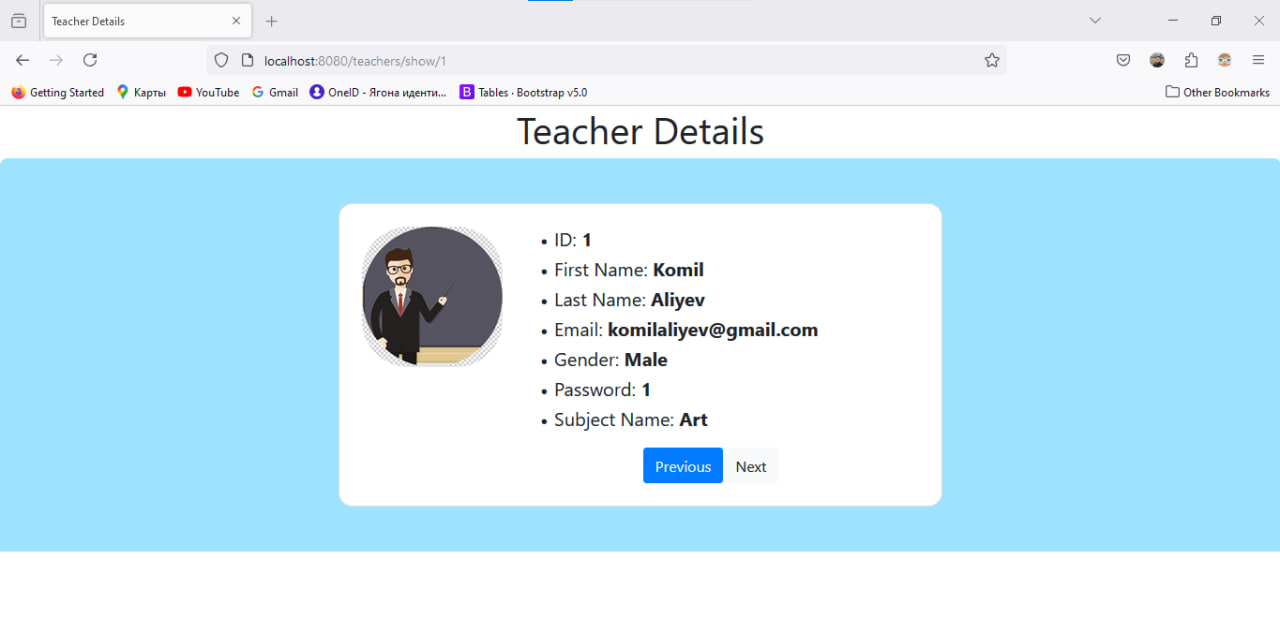 Teacher Details
localhost:8080/teachers/show/1
Getting Started Карты YouTube Gmail OneID - Ягона иденти... B Tables · Bootstrap v5.0 Other Bookmarks
Teacher Details
• ID: 1
• First Name: Komil
• Last Name: Aliyev
• Email: komilaliyev@gmail.com
• Gender: Male
• Password: 1
• Subject Name: Art
Previous Next